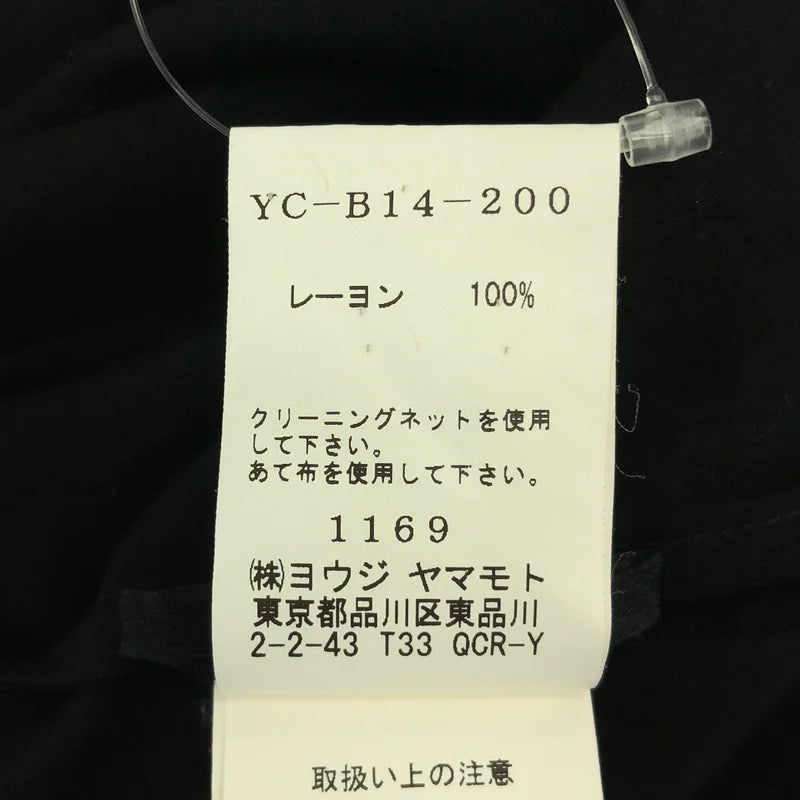 YC-B14-200
レーヨン 100%
クリーニングネットを使用
して下さい。
あて布を使用して下さい。
1169
㈱ヨウジ ヤマモト
東京都品川区東品川
2-2-43 T33 QCR-Y
取扱い上の注意